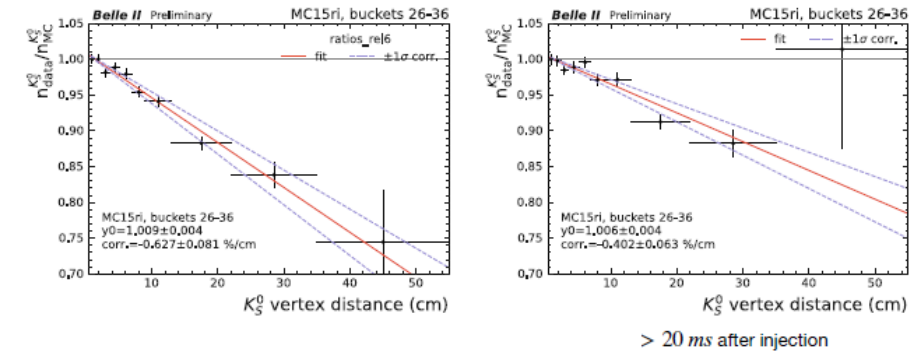 Belle II Preliminary MC15ri, buckets 26-36
n_data^{K_S^0}/n_MC^{K_S^0}
1.05
1.00
0.95
0.90
0.85
0.80
0.75
0.70
ratios_rel6
fit ±1σ corr.
MC15ri, buckets 26-36
y0=1.009±0.004
corr.=-0.627±0.081 %/cm
10 20 30 40 50
K_S^0 vertex distance (cm)
Belle II Preliminary MC15ri, buckets 26-36
n_data^{K_S^0}/n_MC^{K_S^0}
1.05
1.00
0.95
0.90
0.85
0.80
0.75
0.70
fit ±1σ corr.
MC15ri, buckets 26-36
y0=1.006±0.004
corr.=-0.402±0.063 %/cm
10 20 30 40 50
K_S^0 vertex distance (cm)
> 20 ms after injection